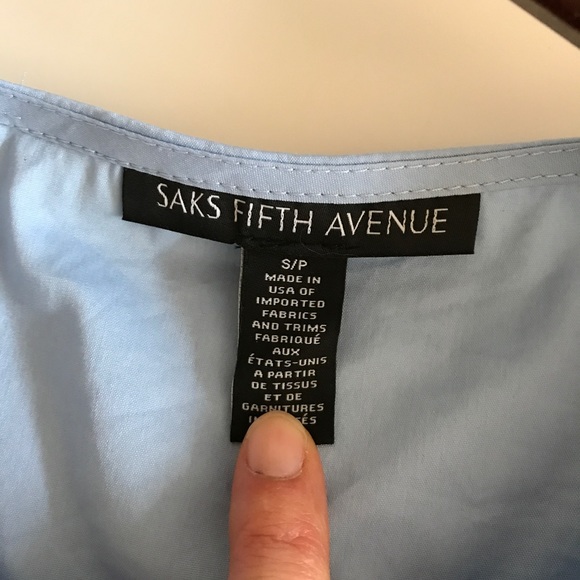 SAKS FIFTH AVENUE
S/P
MADE IN
USA OF
IMPORTED
FABRICS
AND TRIMS
FABRIQUÉ
AUX
ÉTATS-UNIS
A PARTIR
DE TISSUS
ET DE
GARNITURES